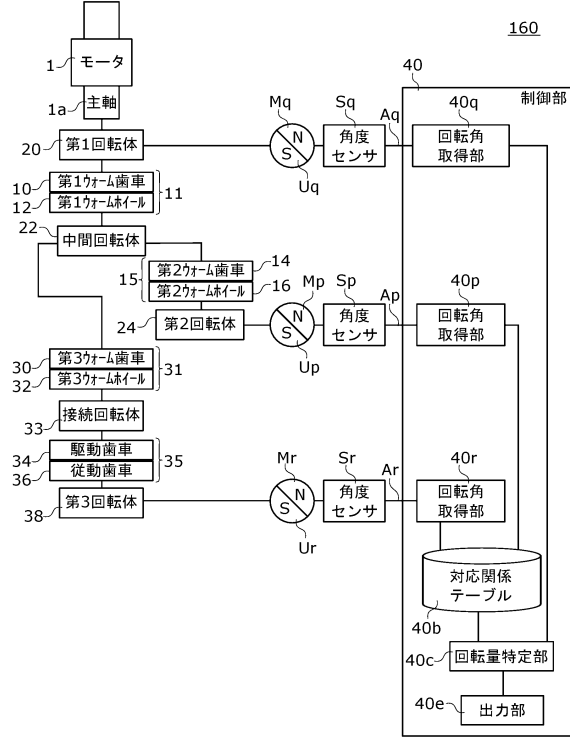 160
1
モータ
1a
主軸
20
第1回転体
10
第1ウォーム歯車
12
第1ウォームホイール
11
22
中間回転体
15
第2ウォーム歯車
14
第2ウォームホイール
16
24
第2回転体
30
第3ウォーム歯車
32
第3ウォームホイール
31
33
接続回転体
34
駆動歯車
36
従動歯車
35
38
第3回転体
Mq
N
S
Uq
Sq
角度
センサ
Aq
Mp
N
S
Up
Sp
角度
センサ
Ap
Mr
N
S
Ur
Sr
角度
センサ
Ar
40
制御部
40q
回転角
取得部
40p
回転角
取得部
40r
回転角
取得部
対応関係
テーブル
40b
40c
回転量特定部
40e
出力部